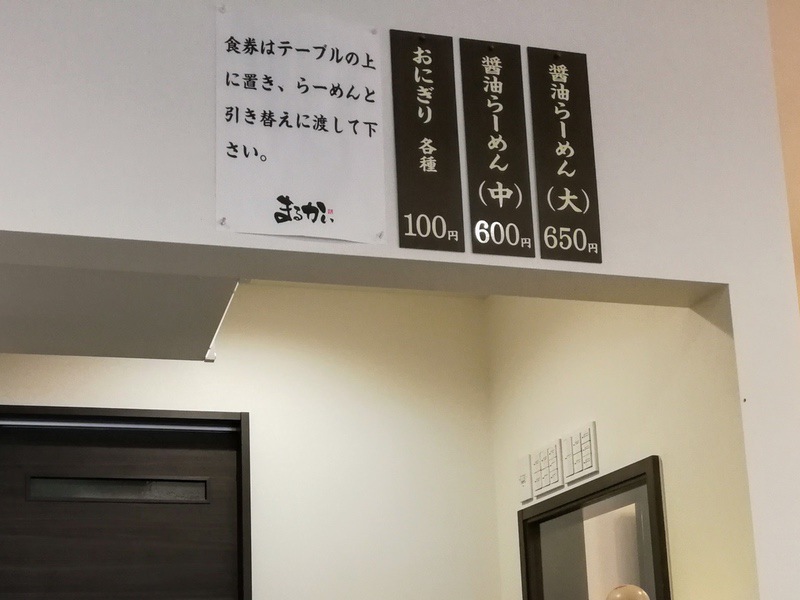 食券はテーブルの上
に置き、らーめんと
引き替えに渡して下
さい。
まるかい
醤油らーめん(大)
650円
醤油らーめん(中)
600円
おにぎり 各種
100円